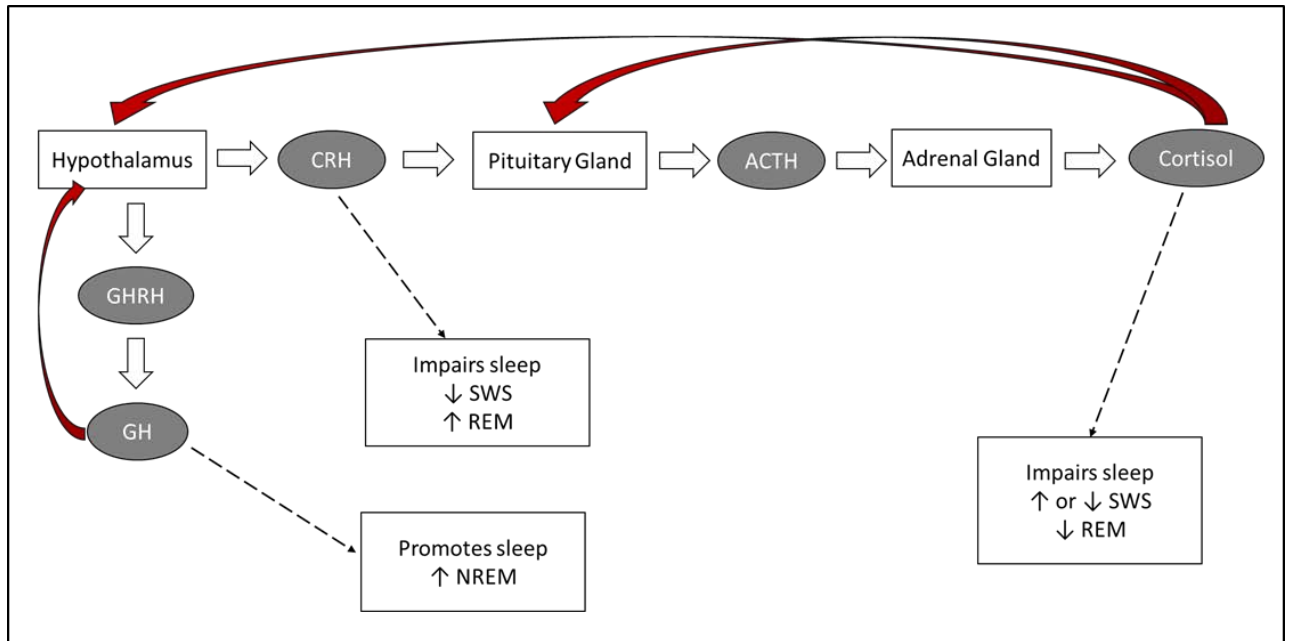 Hypothalamus
CRH
Pituitary Gland
ACTH
Adrenal Gland
Cortisol
GHRH
GH
Impairs sleep
↓ SWS
↑ REM
Promotes sleep
↑ NREM
Impairs sleep
↑ or ↓ SWS
↓ REM